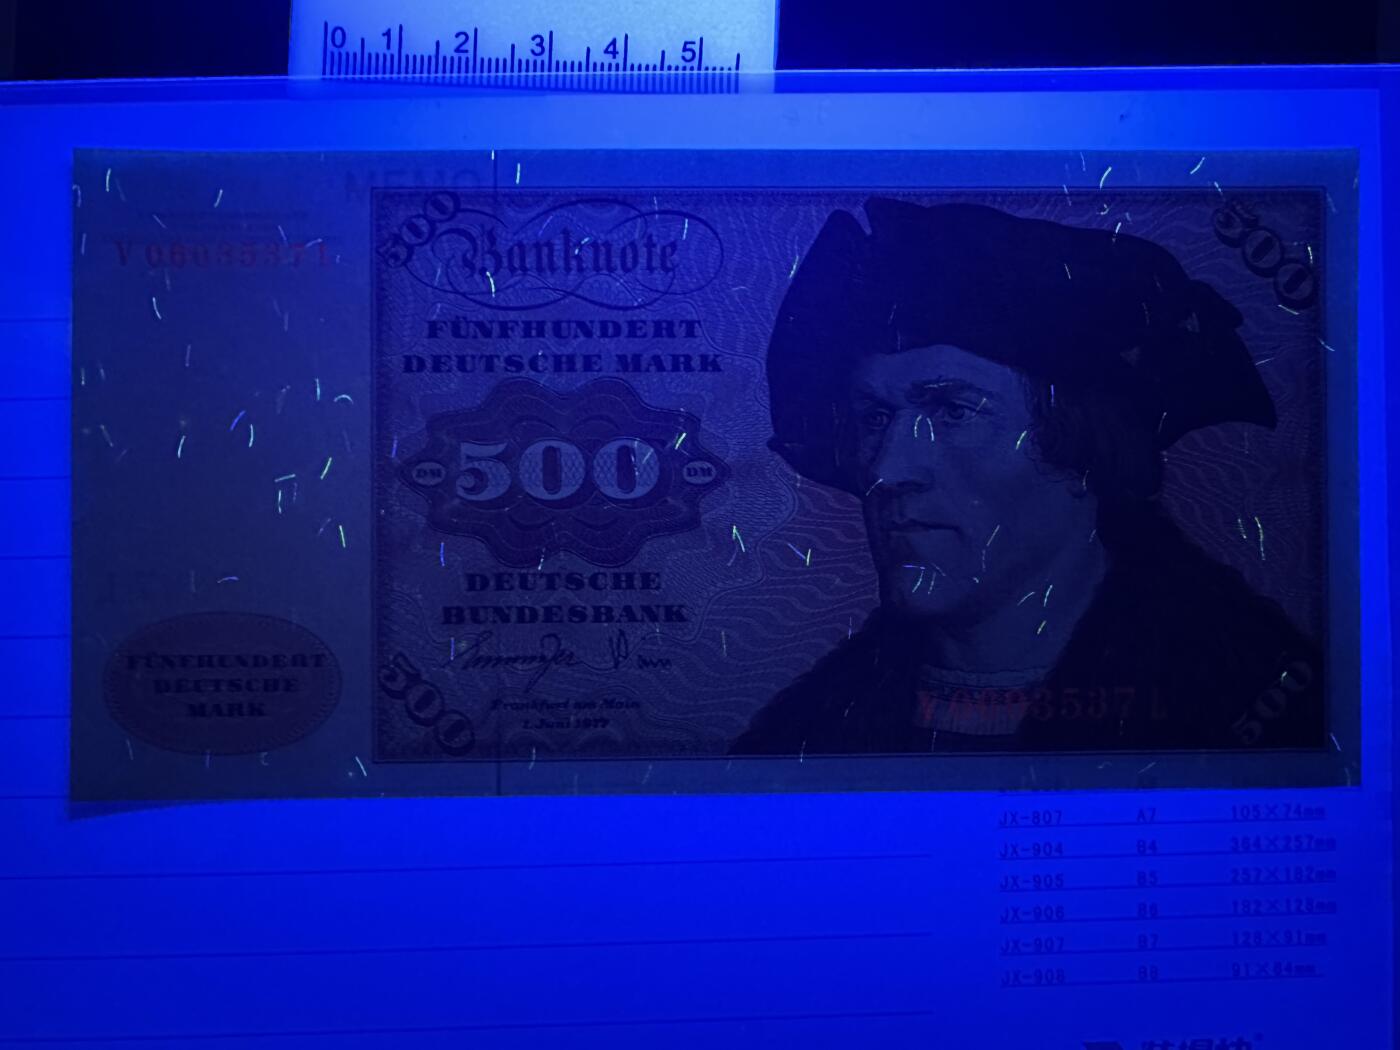 0 1 2 3 4 5
MEMO
500
500
Banknote
FÜNFHUNDERT
DEUTSCHE MARK
DM 500 DM
DEUTSCHE
BUNDESBANK
Frankfurt am Main
1. Juni 1977
500
500
FÜNFHUNDERT
DEUTSCHE
MARK
JX-807 A7 105×74mm
JX-904 B4 364×257mm
JX-905 B5 257×182mm
JX-906 B6 182×128mm
JX-907 B7 128×91mm
JX-908 B8 91×64mm